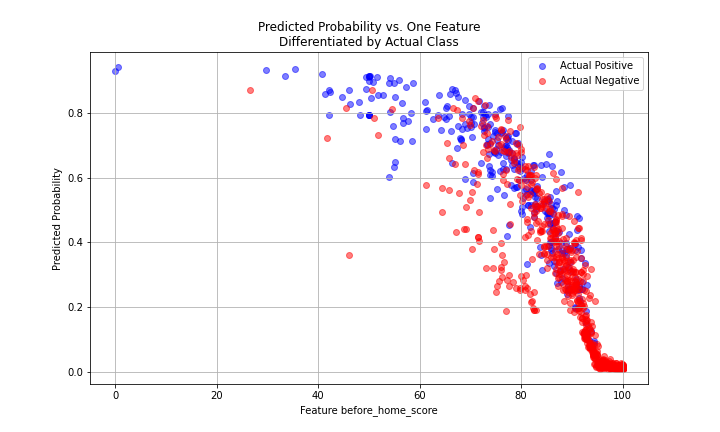 Predicted Probability vs. One Feature
Differentiated by Actual Class
Actual Positive
Actual Negative
Predicted Probability
0.8
0.6
0.4
0.2
0.0
0 20 40 60 80 100
Feature before_home_score